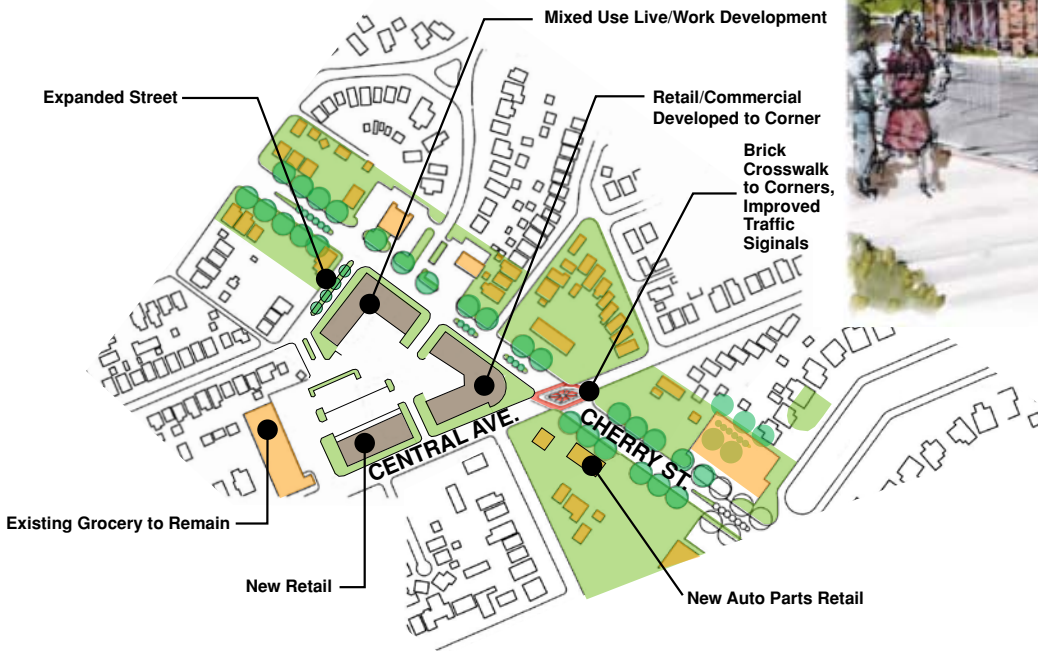 Mixed Use Live/Work Development
Expanded Street
Retail/Commercial
Developed to Corner
Brick
Crosswalk
to Corners,
Improved
Traffic
Siginals
CENTRAL AVE.
CHERRY ST.
Existing Grocery to Remain
New Retail
New Auto Parts Retail